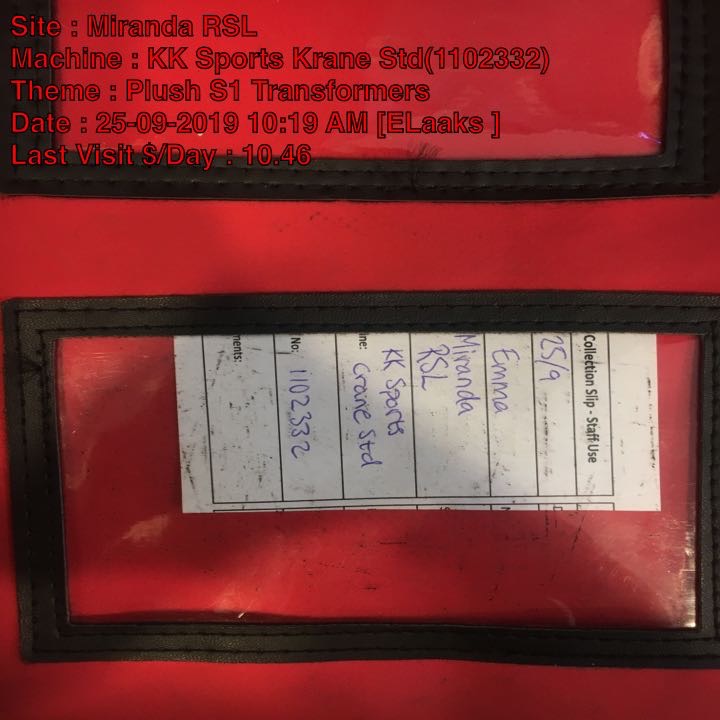 Site : Miranda RSL
Machine : KK Sports Krane Std(1102332)
Theme : Plush S1 Transformers
Date : 25-09-2019 10:19 AM [ELaaks ]
Last Visit $/Day : 10.46
Collection Slip - Staff Use
25/9
Emma
Miranda
RSL
KK Sports
ine: Crane Std
No: 1102332
nents: